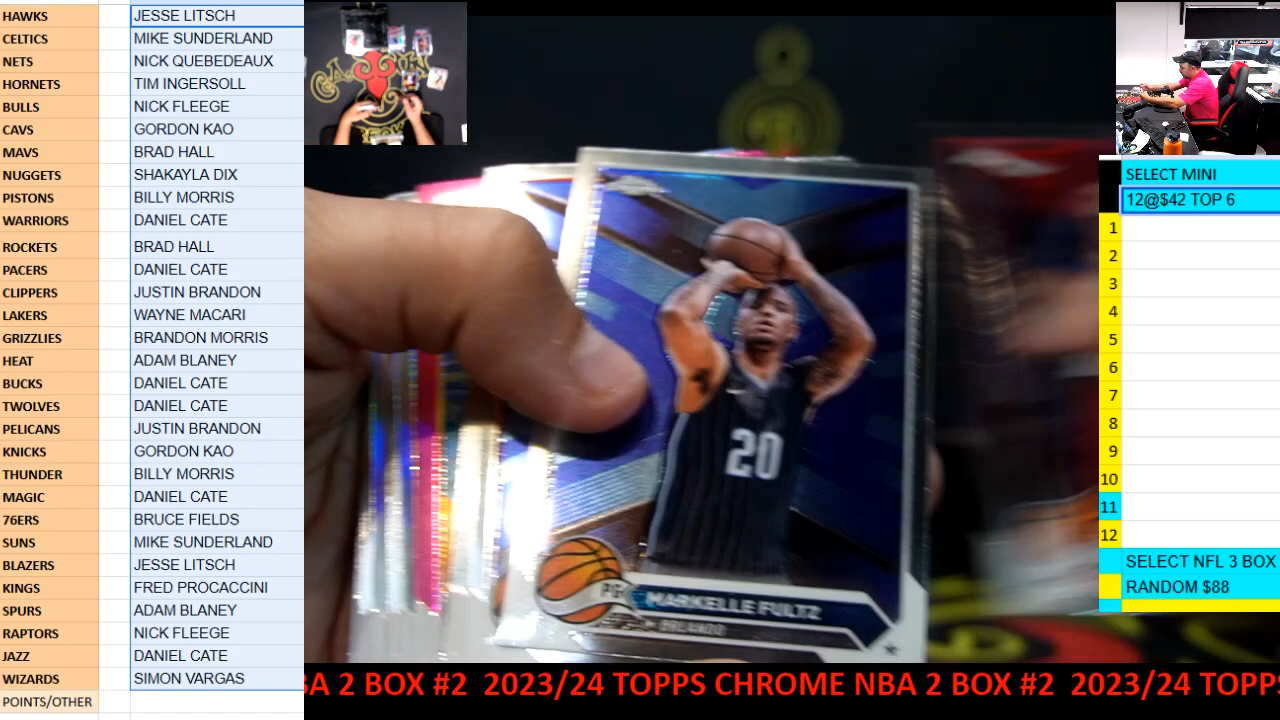 HAWKS JESSE LITSCH
CELTICS MIKE SUNDERLAND
NETS NICK QUEBEDEAUX
HORNETS TIM INGERSOLL
BULLS NICK FLEEGE
CAVS GORDON KAO
MAVS BRAD HALL
NUGGETS SHAKAYLA DIX
PISTONS BILLY MORRIS
WARRIORS DANIEL CATE
ROCKETS BRAD HALL
PACERS DANIEL CATE
CLIPPERS JUSTIN BRANDON
LAKERS WAYNE MACARI
GRIZZLIES BRANDON MORRIS
HEAT ADAM BLANEY
BUCKS DANIEL CATE
TWOLVES DANIEL CATE
PELICANS JUSTIN BRANDON
KNICKS GORDON KAO
THUNDER BILLY MORRIS
MAGIC DANIEL CATE
76ERS BRUCE FIELDS
SUNS MIKE SUNDERLAND
BLAZERS JESSE LITSCH
KINGS FRED PROCACCINI
SPURS ADAM BLANEY
RAPTORS NICK FLEEGE
JAZZ DANIEL CATE
WIZARDS SIMON VARGAS
POINTS/OTHER
20
PG
MARKELLE FULTZ
ORLANDO
SELECT MINI
12@$42 TOP 6
1
2
3
4
5
6
7
8
9
10
11
12
SELECT NFL 3 BOX
RANDOM $88
BA 2 BOX #2 2023/24 TOPPS CHROME NBA 2 BOX #2 2023/24 TOPPS